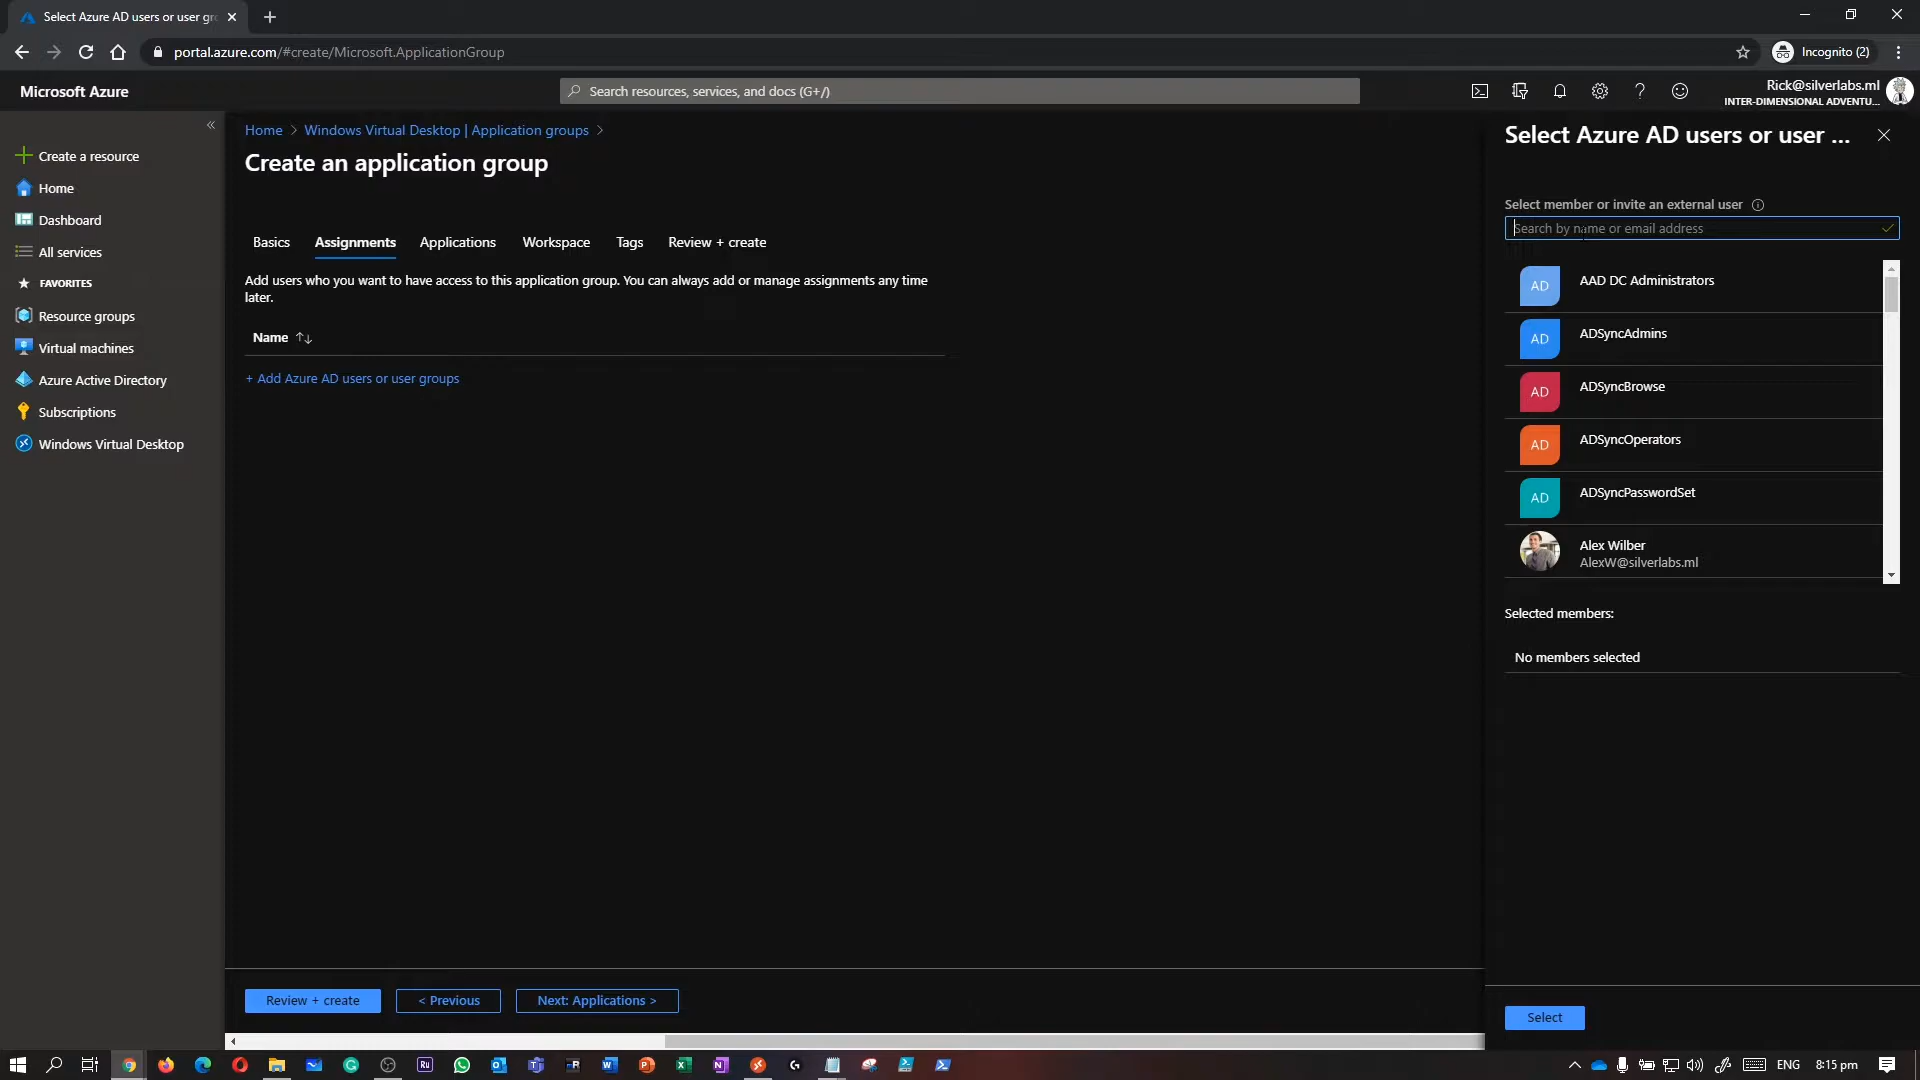 Select Azure AD users or user gro
portal.azure.com/#create/Microsoft.ApplicationGroup
Incognito (2)
Microsoft Azure
Search resources, services, and docs (G+/)
Rick@silverlabs.ml
INTER-DIMENSIONAL ADVENTU...
Create a resource
Home
Dashboard
All services
FAVORITES
Resource groups
Virtual machines
Azure Active Directory
Subscriptions
Windows Virtual Desktop
Home > Windows Virtual Desktop | Application groups >
Create an application group
Basics Assignments Applications Workspace Tags Review + create
Add users who you want to have access to this application group. You can always add or manage assignments any time
later.
Name
+ Add Azure AD users or user groups
Review + create
< Previous
Next: Applications >
Select Azure AD users or user ...
Select member or invite an external user
Search by name or email address
AD
AAD DC Administrators
AD
ADSyncAdmins
AD
ADSyncBrowse
AD
ADSyncOperators
AD
ADSyncPasswordSet
Alex Wilber
AlexW@silverlabs.ml
Selected members:
No members selected
Select
ENG
8:15 pm